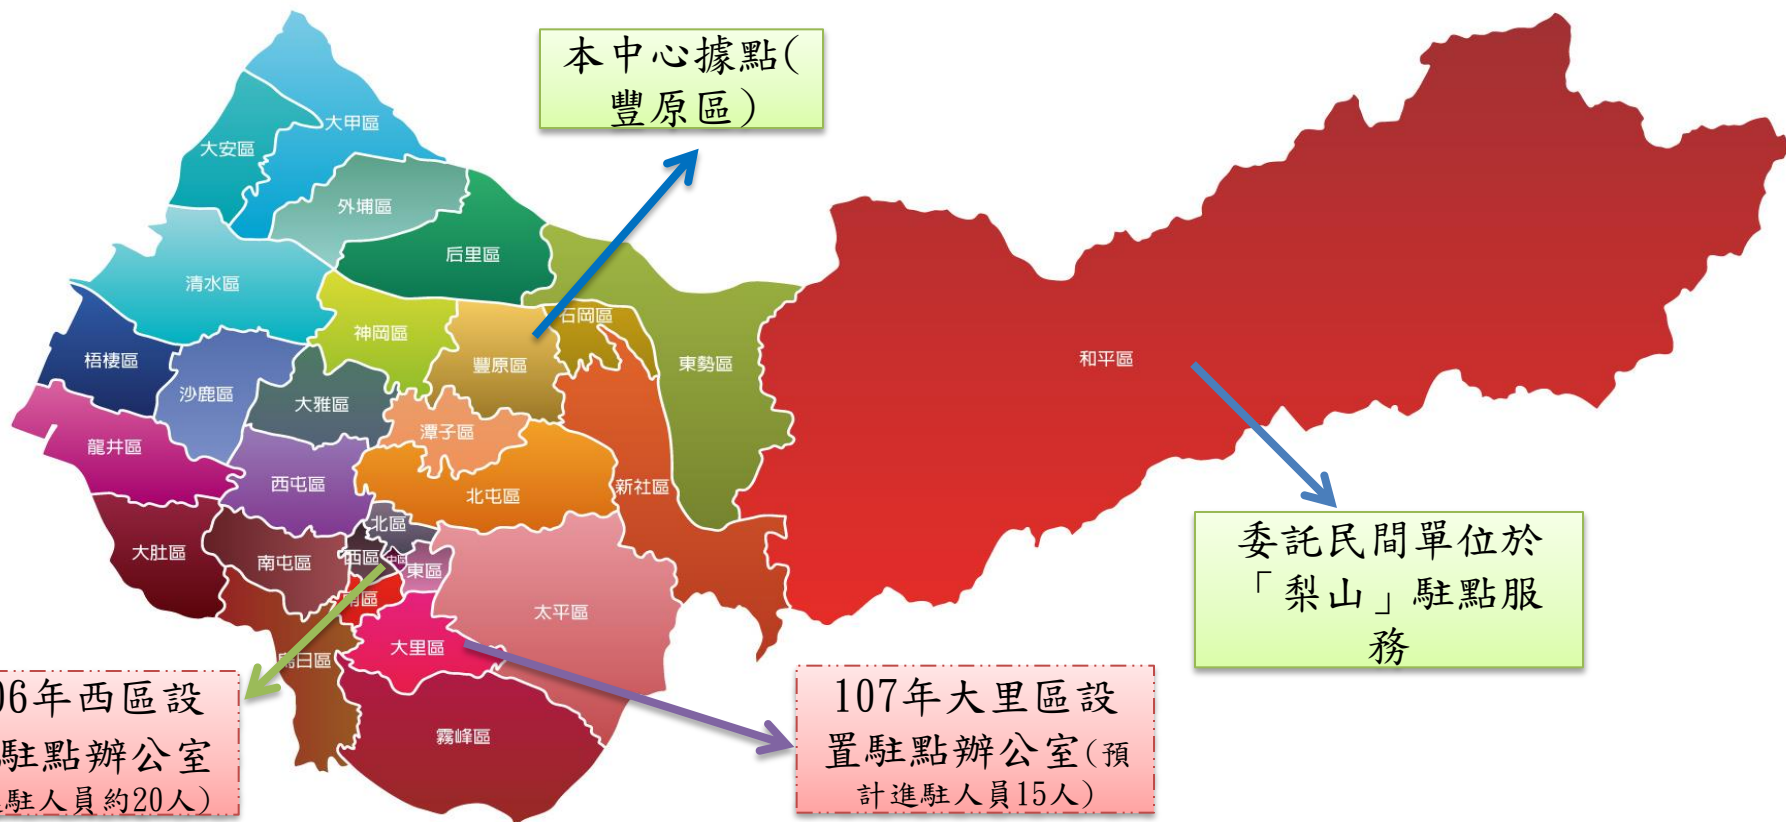 本中心據點(
豐原區)
大甲區
大安區
外埔區
后里區
清水區
神岡區
石岡區
豐原區
東勢區
和平區
梧棲區
沙鹿區
大雅區
潭子區
龍井區
西屯區
北屯區
新社區
北區
大肚區
南屯區
西區
中區
東區
南區
太平區
大里區
烏日區
霧峰區
委託民間單位於
「梨山」駐點服
務
06年西區設
駐點辦公室
駐人員約20人)
107年大里區設
置駐點辦公室(預
計進駐人員15人)